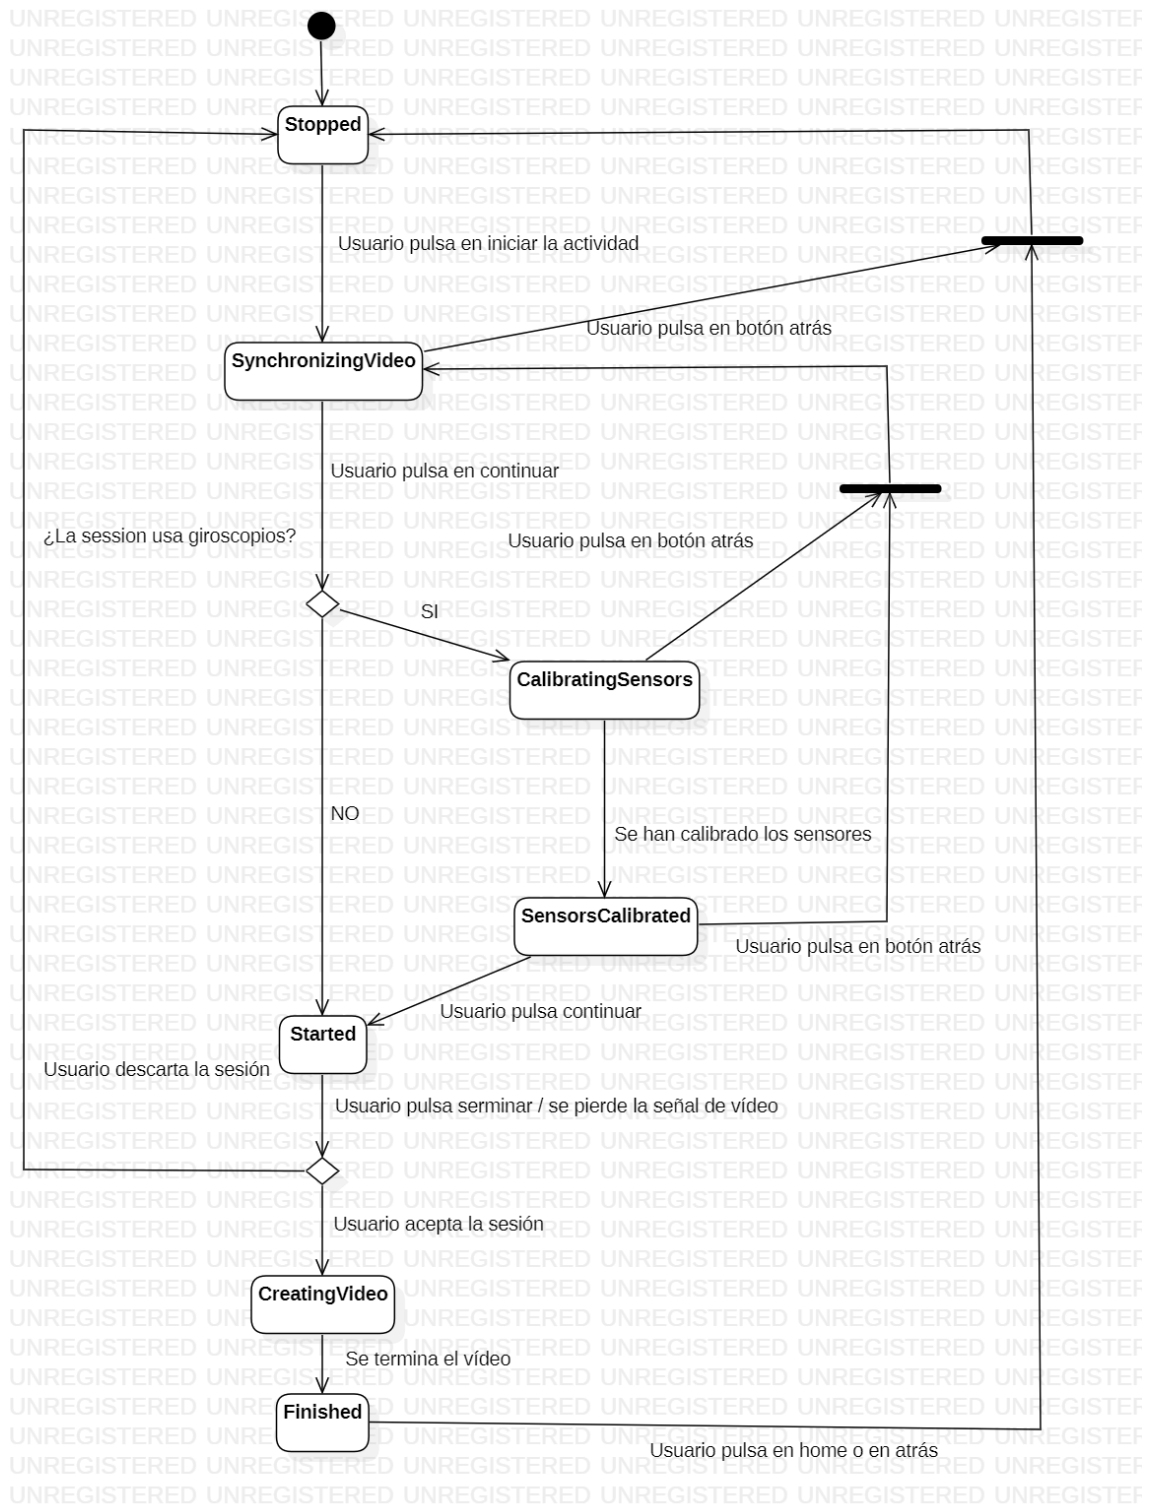 Stopped
Usuario pulsa en iniciar la actividad
Usuario pulsa en botón atrás
SynchronizingVideo
Usuario pulsa en continuar
¿La session usa giroscopios?
Usuario pulsa en botón atrás
SI
CalibratingSensors
NO
Se han calibrado los sensores
SensorsCalibrated
Usuario pulsa en botón atrás
Usuario pulsa continuar
Started
Usuario descarta la sesión
Usuario pulsa serminar / se pierde la señal de vídeo
Usuario acepta la sesión
CreatingVideo
Se termina el vídeo
Finished
Usuario pulsa en home o en atrás